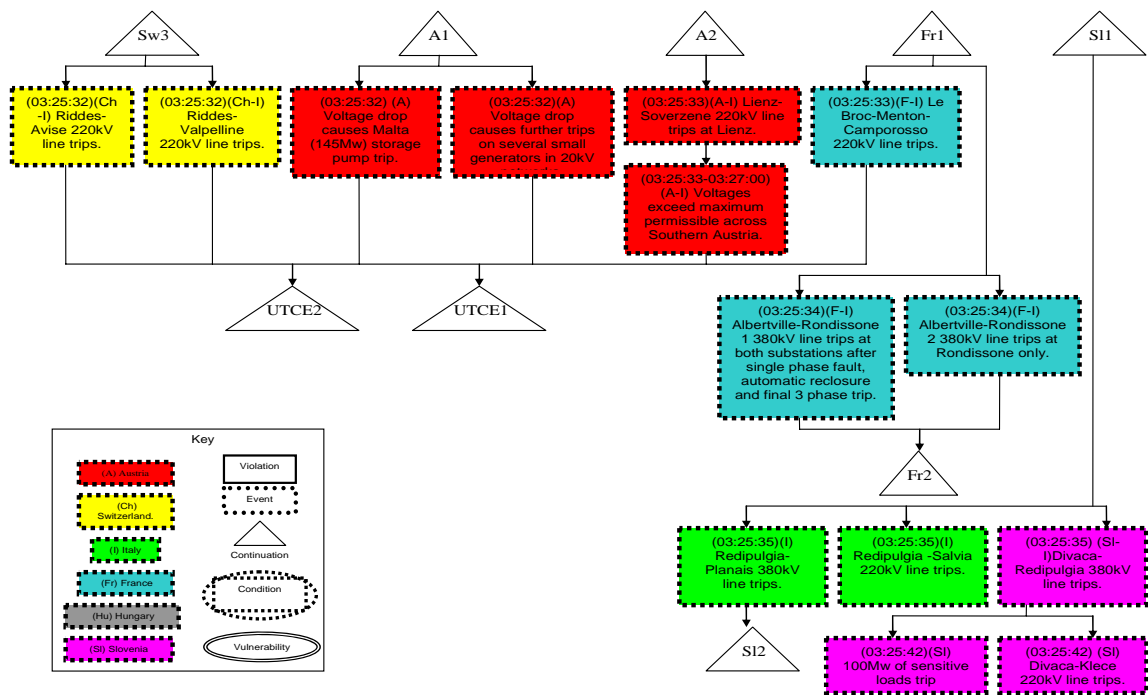 Sw3
A1
A2
Fr1
Sl1
(03:25:32)(Ch
-I) Riddes-
Avise 220kV
line trips.
(03:25:32)(Ch-I)
Riddes-
Valpelline
220kV line trips.
(03:25:32) (A)
Voltage drop
causes Malta
(145Mw) storage
pump trip.
(03:25:32)(A)
Voltage drop
causes further trips
on several small
generators in 20kV
(03:25:33)(A-I) Lienz-
Soverzene 220kV line
trips at Lienz.
(03:25:33)(F-I) Le
Broc-Menton-
Camporosso
220kV line trips.
(03:25:33-03:27:00)
(A-I) Voltages
exceed maximum
permissible across
Southern Austria.
UTCE2
UTCE1
(03:25:34)(F-I)
Albertville-Rondissone
1 380kV line trips at
both substations after
single phase fault,
automatic reclosure
and final 3 phase trip.
(03:25:34)(F-I)
Albertville-Rondissone
2 380kV line trips at
Rondissone only.
Fr2
(03:25:35)(I)
Redipulgia-
Planais 380kV
line trips.
(03:25:35)(I)
Redipulgia -Salvia
220kV line trips.
(03:25:35) (Sl-
I)Divaca-
Redipulgia 380kV
line trips.
Sl2
(03:25:42)(Sl)
100Mw of sensitive
loads trip
(03:25:42) (Sl)
Divaca-Klece
220kV line trips.
Key
(A) Austria
(Ch)
Switzerland.
(I) Italy
(Fr) France
(Hu) Hungary
(Sl) Slovenia
Violation
Event
Continuation
Condition
Vulnerability